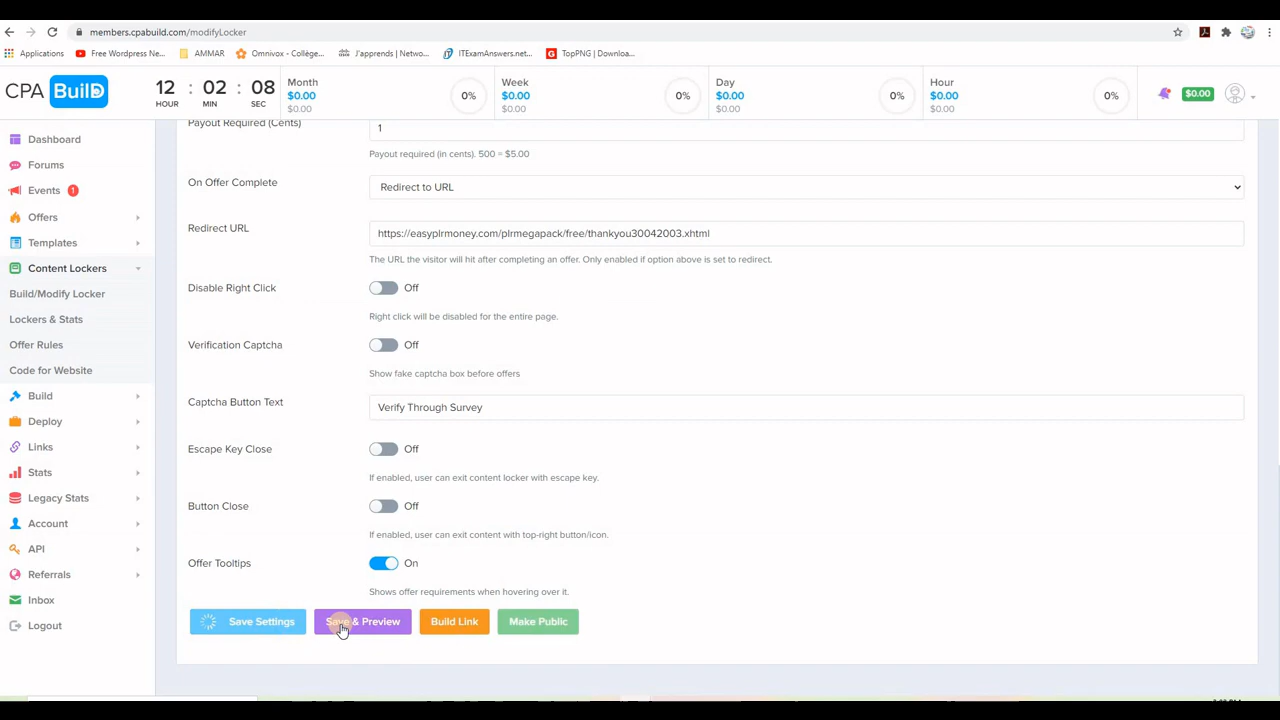 members.cpabuild.com/modifyLocker
Applications Free Wordpress Ne... AMMAR Omnivox - Collège... J'apprends | Netwo... ITExamAnswers.net... TopPNG | Downloa...
CPA BuilD
12 : 02 : 08
HOUR MIN SEC
Month
$0.00
$0.00
0%
Week
$0.00
$0.00
0%
Day
$0.00
$0.00
0%
Hour
$0.00
$0.00
0%
$0.00
Dashboard
Forums
Events 1
Offers
Templates
Content Lockers
Build/Modify Locker
Lockers & Stats
Offer Rules
Code for Website
Build
Deploy
Links
Stats
Legacy Stats
Account
API
Referrals
Inbox
Logout
Payout Required (Cents)
1
Payout required (in cents). 500 = $5.00
On Offer Complete
Redirect to URL
Redirect URL
https://easyplrmoney.com/plrmegapack/free/thankyou30042003.xhtml
The URL the visitor will hit after completing an offer. Only enabled if option above is set to redirect.
Disable Right Click
Off
Right click will be disabled for the entire page.
Verification Captcha
Off
Show fake captcha box before offers
Captcha Button Text
Verify Through Survey
Escape Key Close
Off
If enabled, user can exit content locker with escape key.
Button Close
Off
If enabled, user can exit content with top-right button/icon.
Offer Tooltips
On
Shows offer requirements when hovering over it.
Save Settings Save & Preview Build Link Make Public